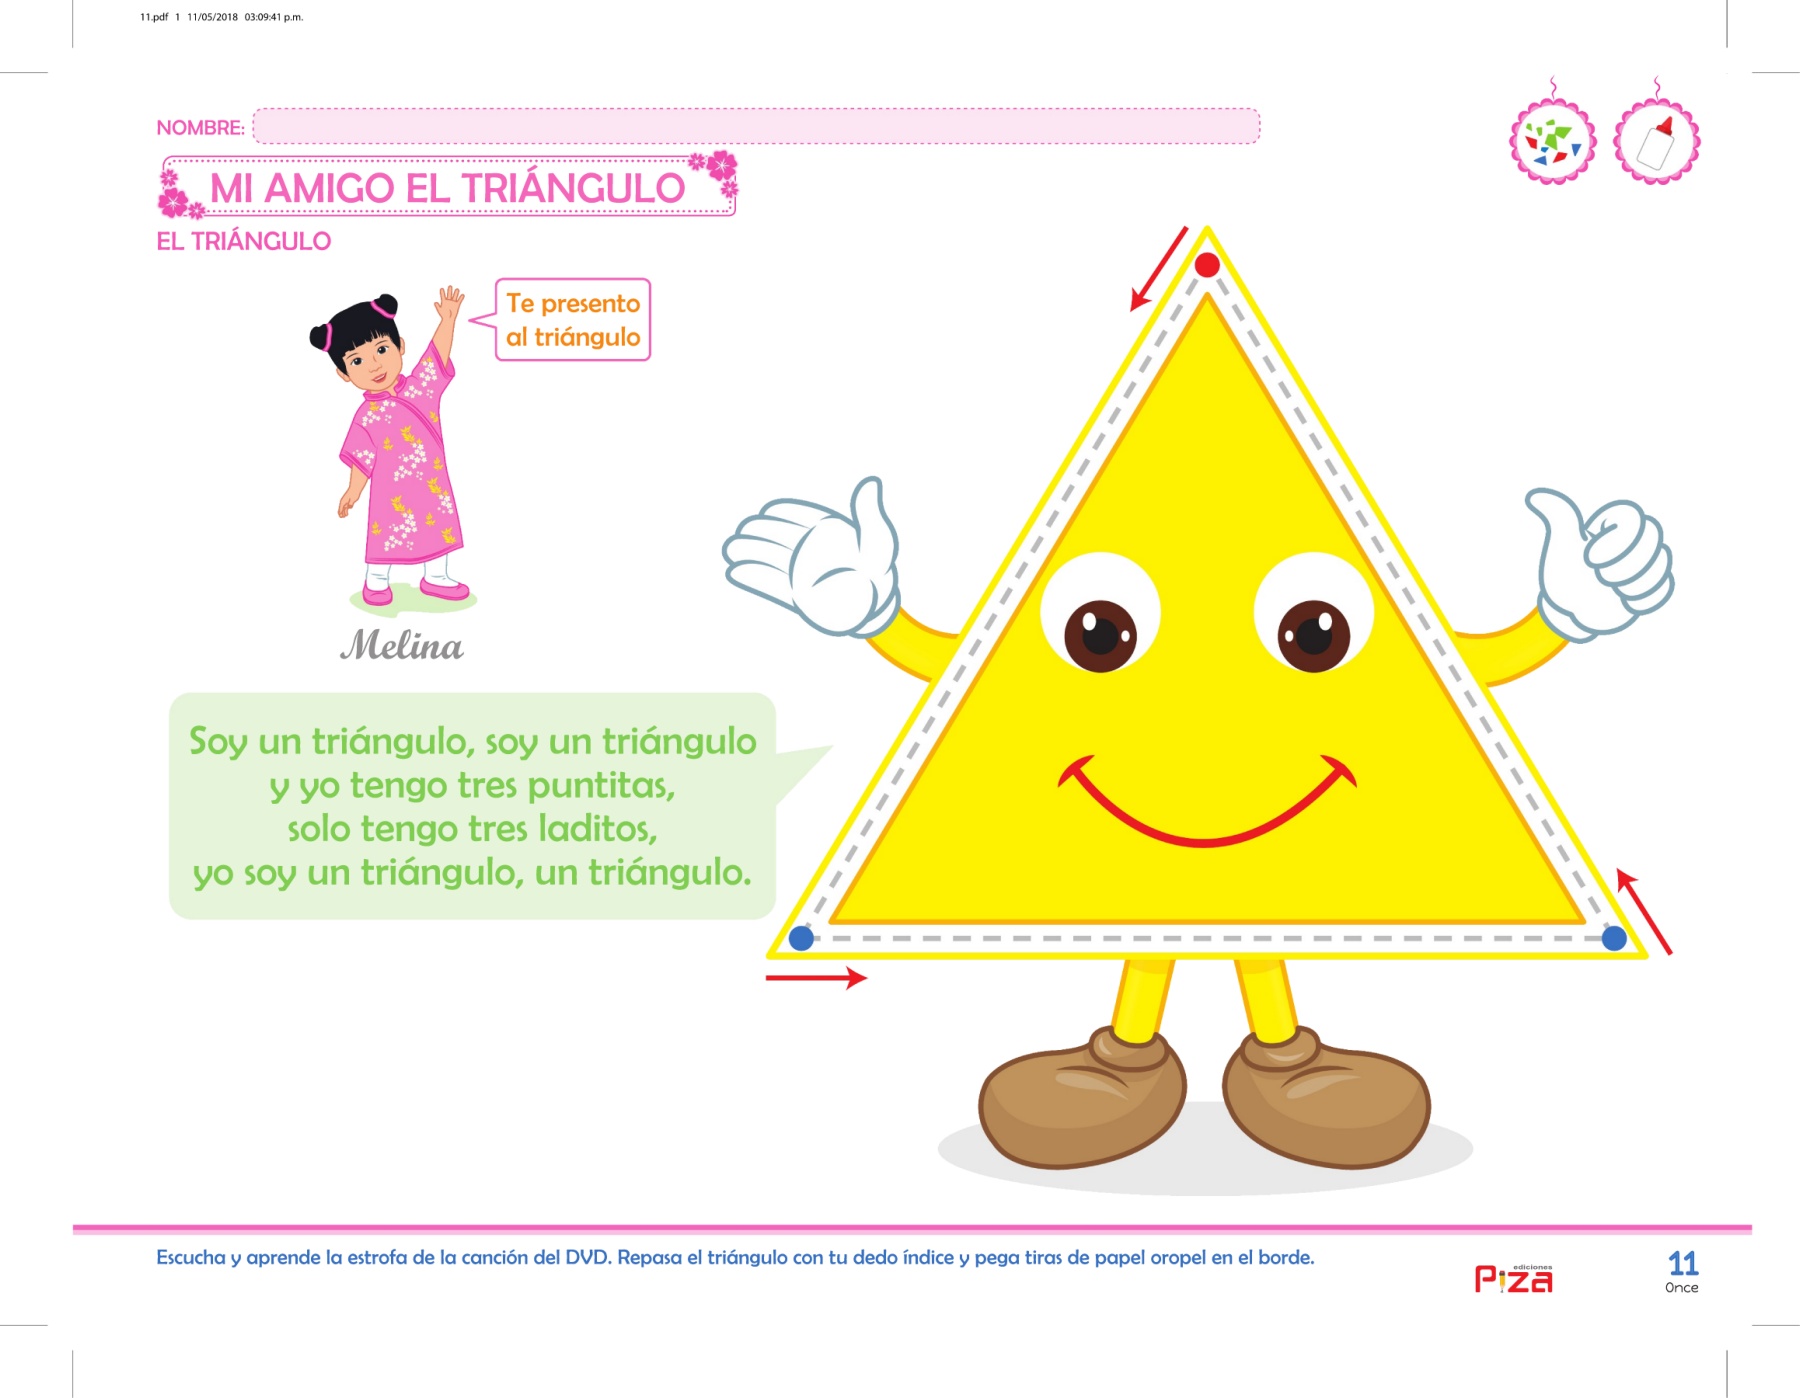 11.pdf 1 11/05/2018 03:09:41 p.m.
NOMBRE:
MI AMIGO EL TRIÁNGULO
EL TRIÁNGULO
Te presento
al triángulo
Melina
Soy un triángulo, soy un triángulo
y yo tengo tres puntitas,
solo tengo tres laditos,
yo soy un triángulo, un triángulo.
Escucha y aprende la estrofa de la canción del DVD. Repasa el triángulo con tu dedo índice y pega tiras de papel oropel en el borde.
ediciones
Piza
11
Once